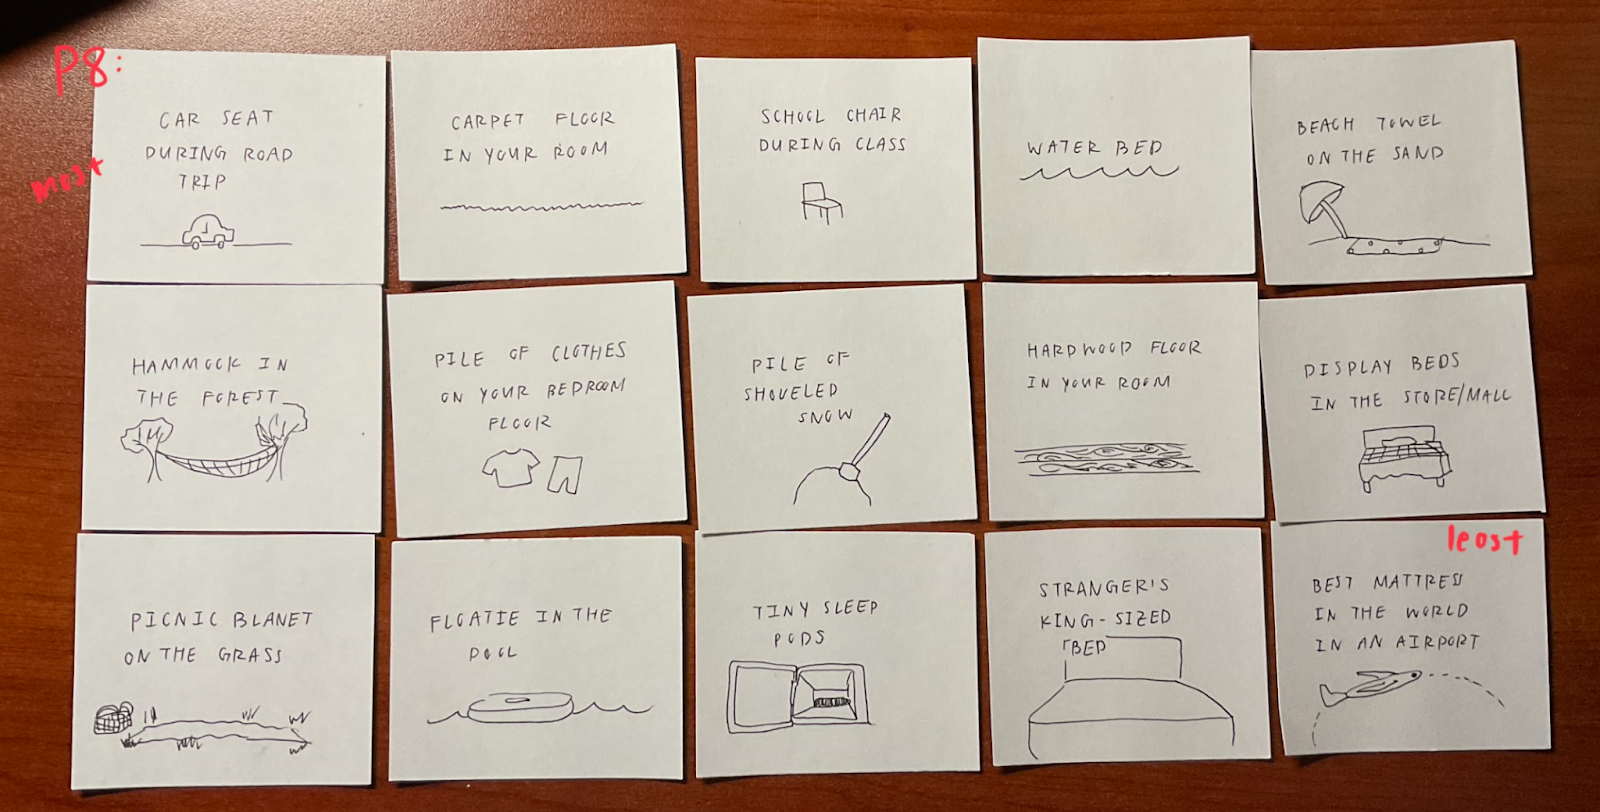 P8:
most
CAR SEAT
DURING ROAD
TRIP
CARPET FLOOR
IN YOUR ROOM
SCHOOL CHAIR
DURING CLASS
WATER BED
BEACH TOWEL
ON THE SAND
HAMMOCK IN
THE FOREST
PILE OF CLOTHES
ON YOUR BEDROOM
FLOOR
PILE OF
SHOVELED
SNOW
HARDWOOD FLOOR
IN YOUR ROOM
DISPLAY BEDS
IN THE STORE/MALL
PICNIC BLANET
ON THE GRASS
FLOATIE IN THE
POOL
TINY SLEEP
PODS
STRANGER'S
KING-SIZED
BED
least
BEST MATTRESS
IN THE WORLD
IN AN AIRPORT